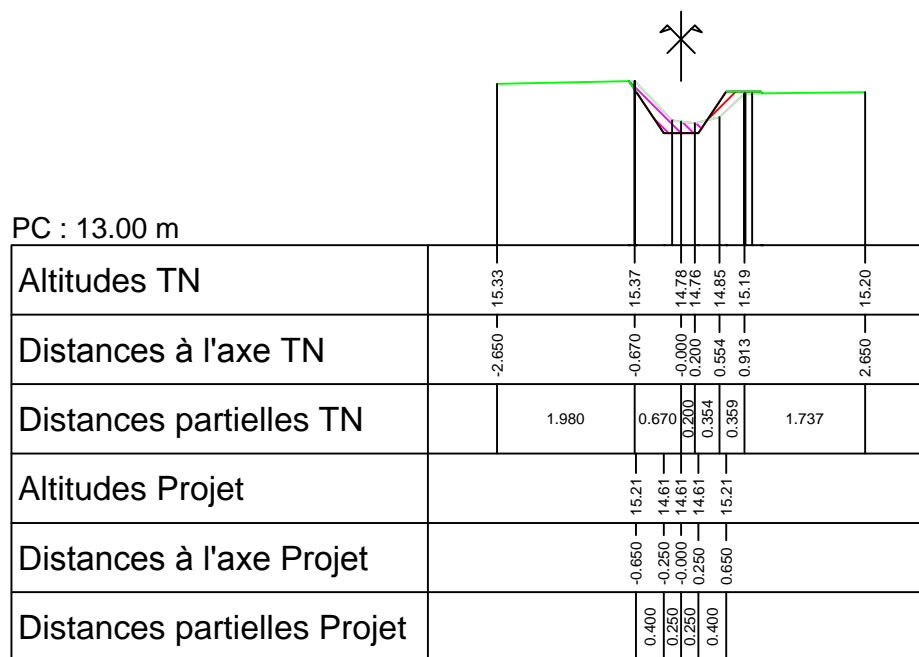 PC : 13.00 m
Altitudes TN 15.33 15.37 14.78 14.76 14.85 15.19 15.20
Distances à l'axe TN -2.650 -0.670 -0.000 0.200 0.554 0.913 2.650
Distances partielles TN 1.980 0.670 0.200 0.354 0.359 1.737
Altitudes Projet 15.21 14.61 14.61 14.61 15.21
Distances à l'axe Projet -0.650 -0.250 -0.000 0.250 0.650
Distances partielles Projet 0.400 0.250 0.250 0.400